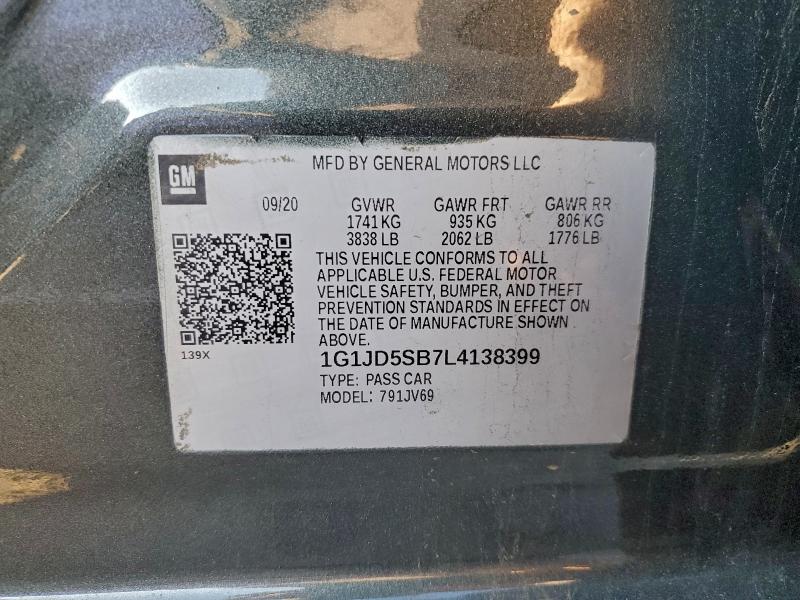 GM
MFD BY GENERAL MOTORS LLC
09/20 GVWR GAWR FRT GAWR RR
1741 KG 935 KG 806 KG
3838 LB 2062 LB 1776 LB
THIS VEHICLE CONFORMS TO ALL
APPLICABLE U.S. FEDERAL MOTOR
VEHICLE SAFETY, BUMPER, AND THEFT
PREVENTION STANDARDS IN EFFECT ON
THE DATE OF MANUFACTURE SHOWN
ABOVE.
139X
1G1JD5SB7L4138399
TYPE: PASS CAR
MODEL: 791JV69